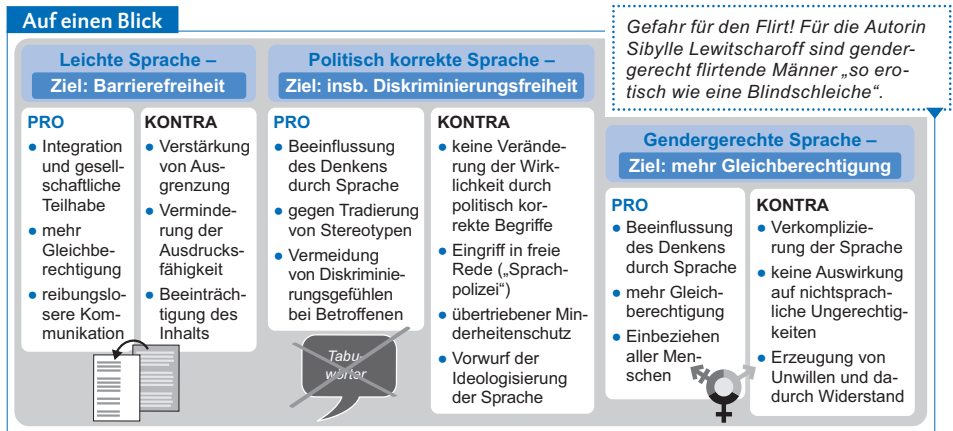 Auf einen Blick
Gefahr für den Flirt! Für die Autorin
Sibylle Lewitscharoff sind gender-
gerecht flirtende Männer „so ero-
tisch wie eine Blindschleiche“.
Leichte Sprache –
Ziel: Barrierefreiheit
PRO
● Integration
und gesell-
schaftliche
Teilhabe
● mehr
Gleichbe-
rechtigung
● reibungslo-
sere Kom-
munikation
KONTRA
● Verstärkung
von Aus-
grenzung
● Verminde-
rung der
Ausdrucks-
fähigkeit
● Beeinträch-
tigung des
Inhalts
Politisch korrekte Sprache –
Ziel: insb. Diskriminierungsfreiheit
PRO
● Beeinflussung
des Denkens
durch Sprache
● gegen Tradierung
von Stereotypen
● Vermeidung
von Diskriminie-
rungsgefühlen
bei Betroffenen
Tabu-
wörter
KONTRA
● keine Verände-
rung der Wirk-
lichkeit durch
politisch kor-
rekte Begriffe
● Eingriff in freie
Rede („Sprach-
polizei“)
● übertriebener Min-
derheitenschutz
● Vorwurf der
Ideologisierung
der Sprache
Gendergerechte Sprache –
Ziel: mehr Gleichberechtigung
PRO
● Beeinflussung
des Denkens
durch Sprache
● mehr Gleich-
berechtigung
● Einbeziehen
aller Men-
schen
KONTRA
● Verkomplizie-
rung der Sprache
● keine Auswirkung
auf nichtsprach-
liche Ungerechtig-
keiten
● Erzeugung von
Unwillen und da-
durch Widerstand